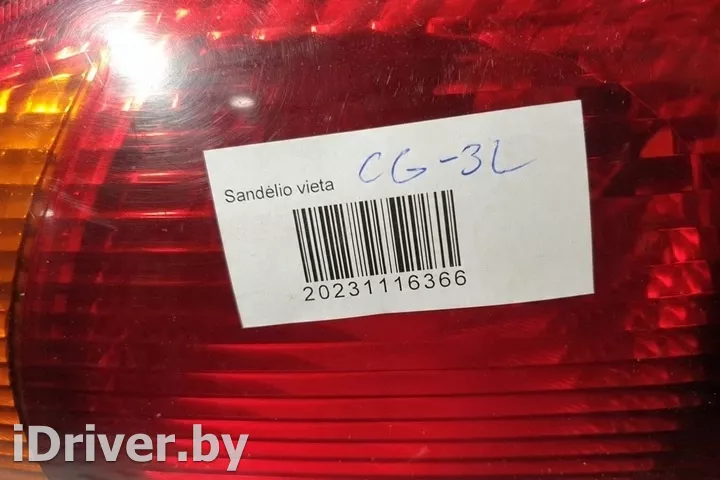 Sandėlio vieta CG-3L
20231116366
iDriver.by